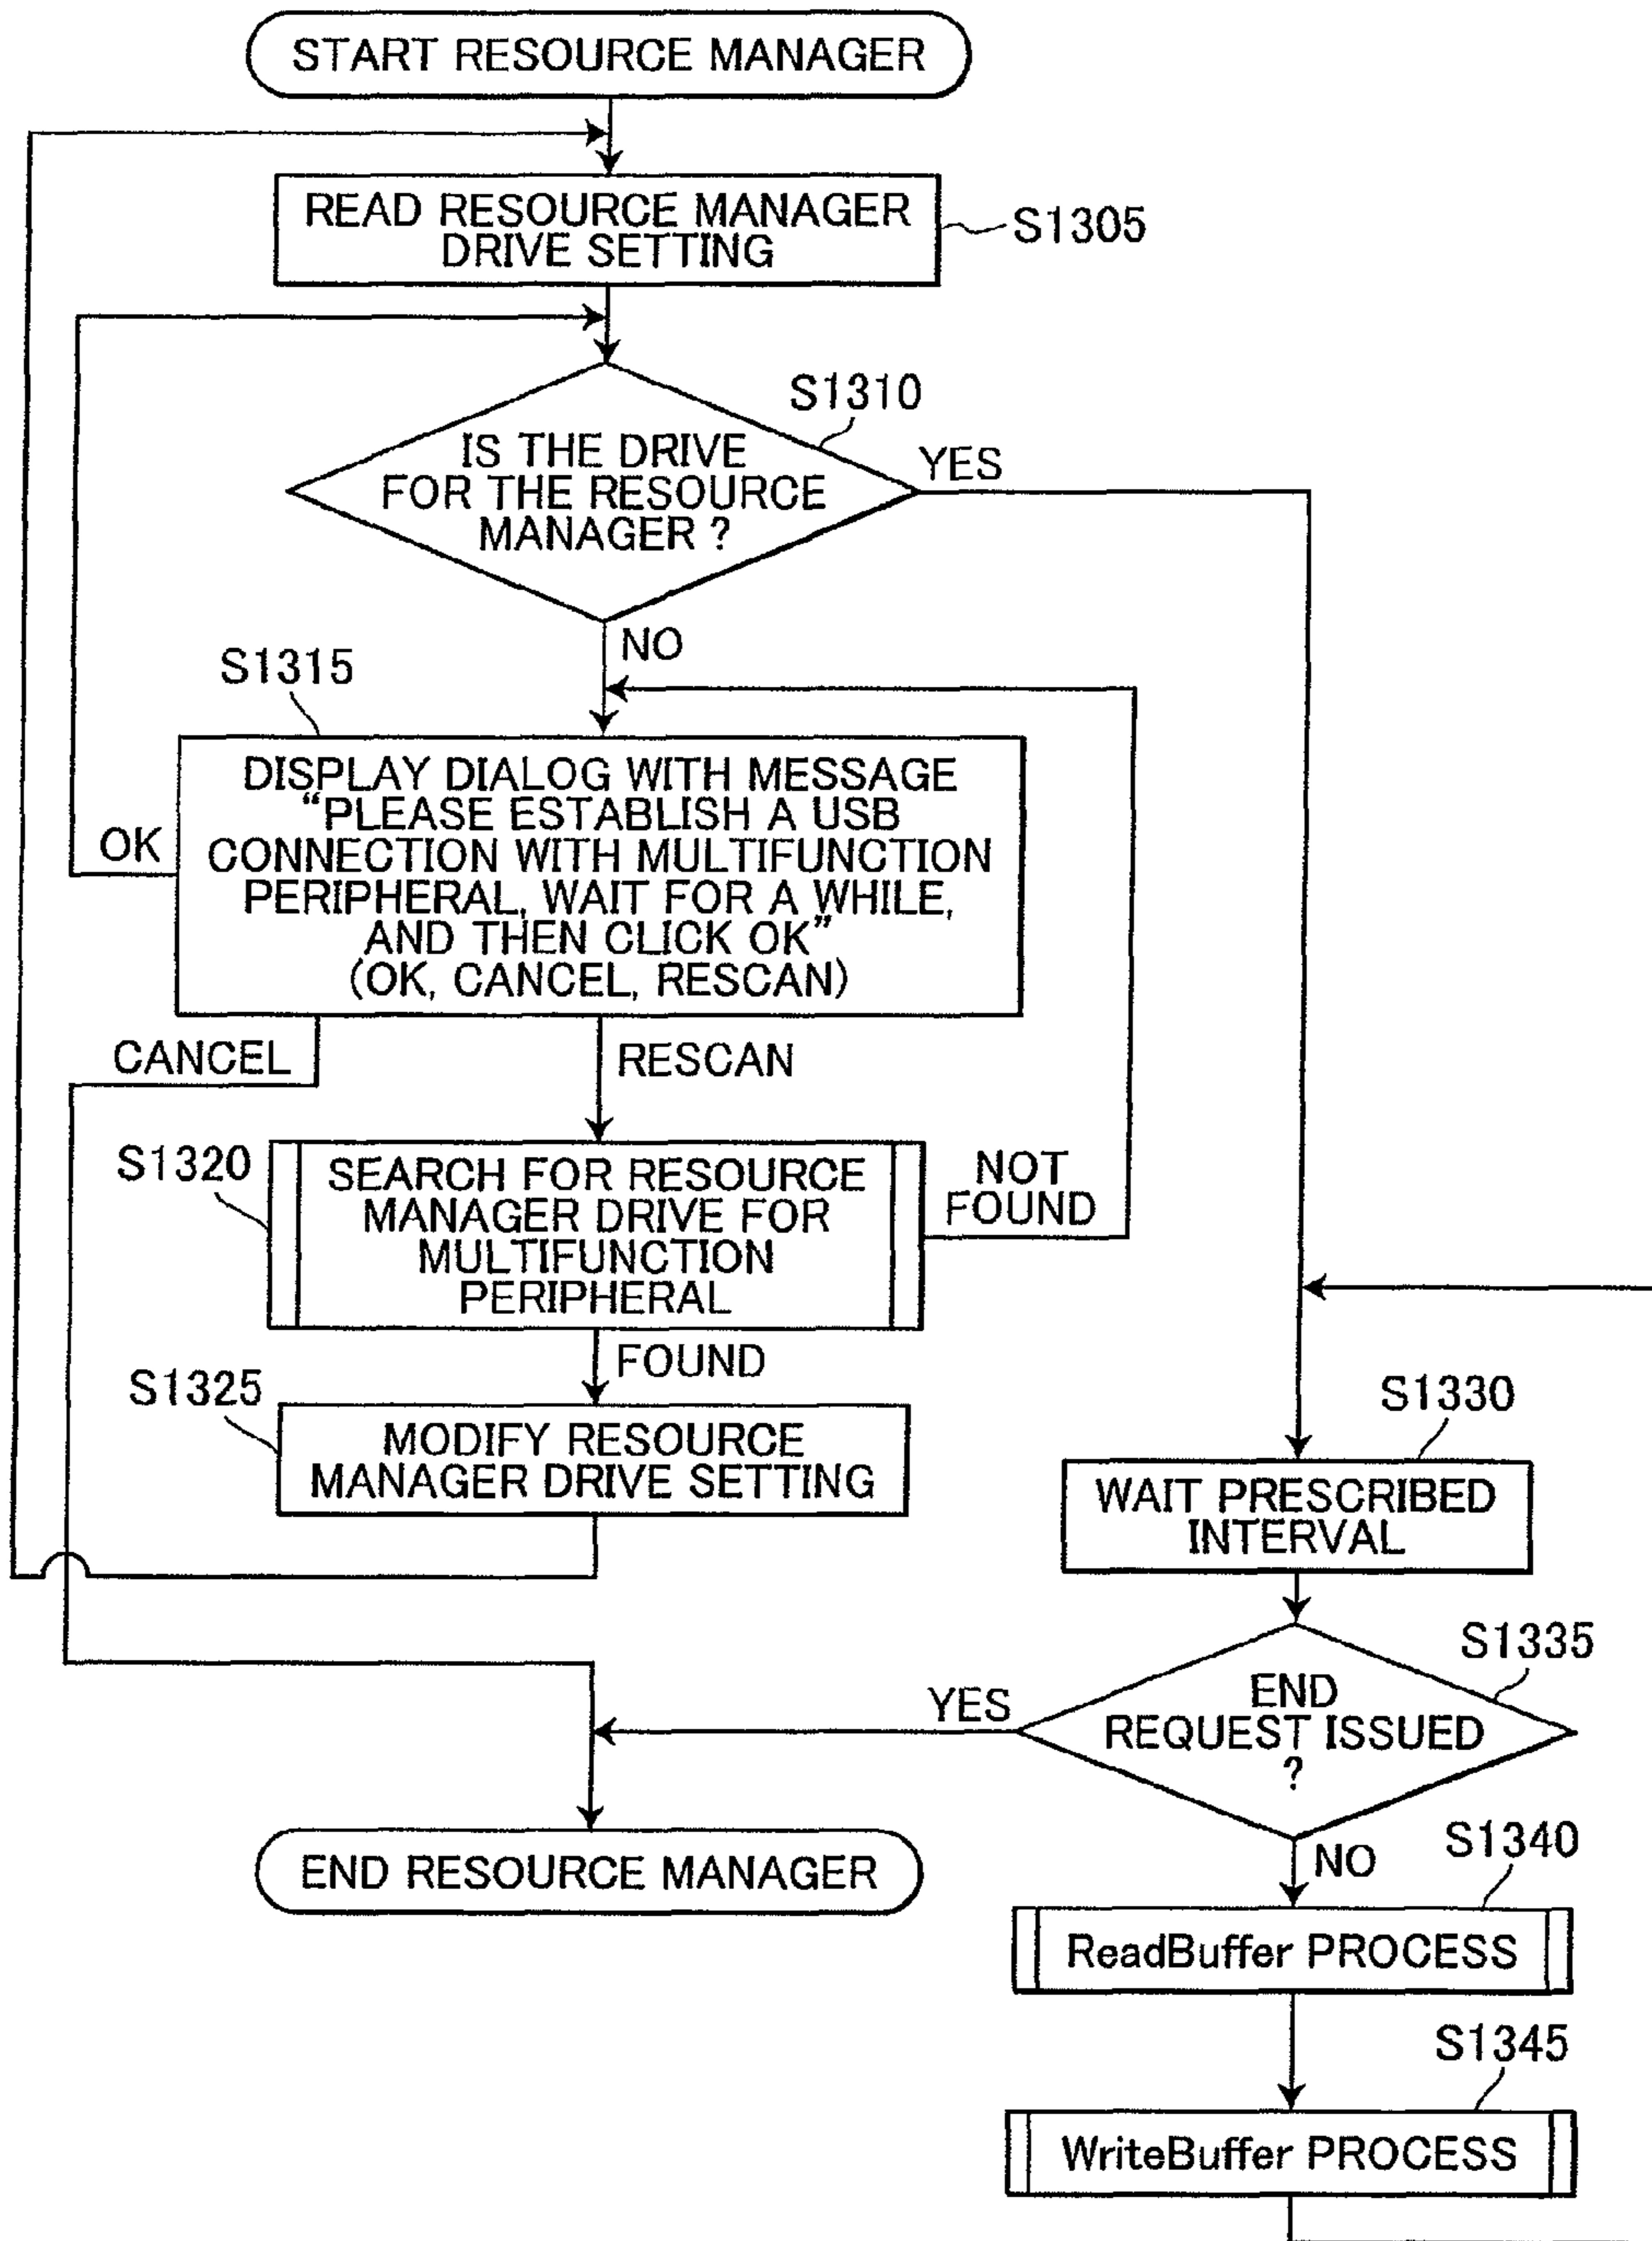 START RESOURCE MANAGER
READ RESOURCE MANAGER
DRIVE SETTING
S1305
S1310
IS THE DRIVE
FOR THE RESOURCE
MANAGER ?
YES
NO
S1315
DISPLAY DIALOG WITH MESSAGE
“PLEASE ESTABLISH A USB
CONNECTION WITH MULTIFUNCTION
PERIPHERAL, WAIT FOR A WHILE,
AND THEN CLICK OK”
(OK, CANCEL, RESCAN)
OK
CANCEL
RESCAN
S1320
SEARCH FOR RESOURCE
MANAGER DRIVE FOR
MULTIFUNCTION
PERIPHERAL
NOT
FOUND
FOUND
S1325
MODIFY RESOURCE
MANAGER DRIVE SETTING
S1330
WAIT PRESCRIBED
INTERVAL
S1335
END
REQUEST ISSUED
?
YES
NO
END RESOURCE MANAGER
S1340
ReadBuffer PROCESS
S1345
WriteBuffer PROCESS